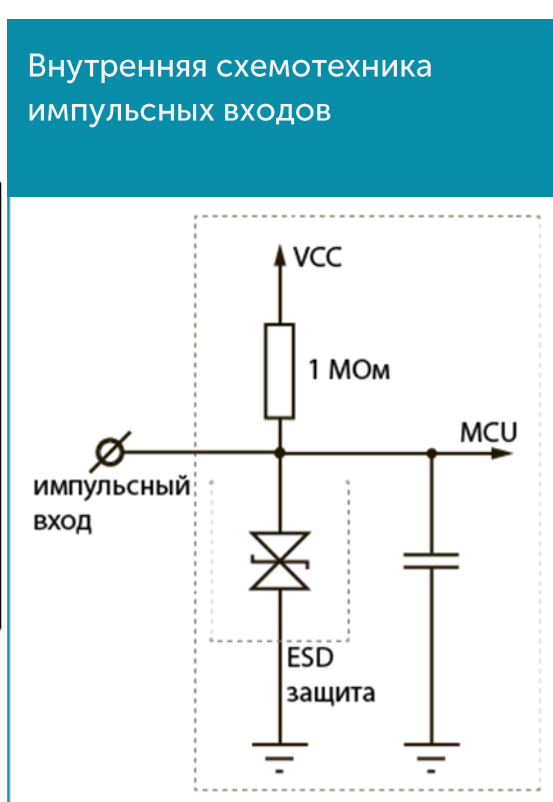 Внутренняя схемотехника
импульсных входов
VCC
1 МОм
MCU
импульсный
вход
ESD
защита